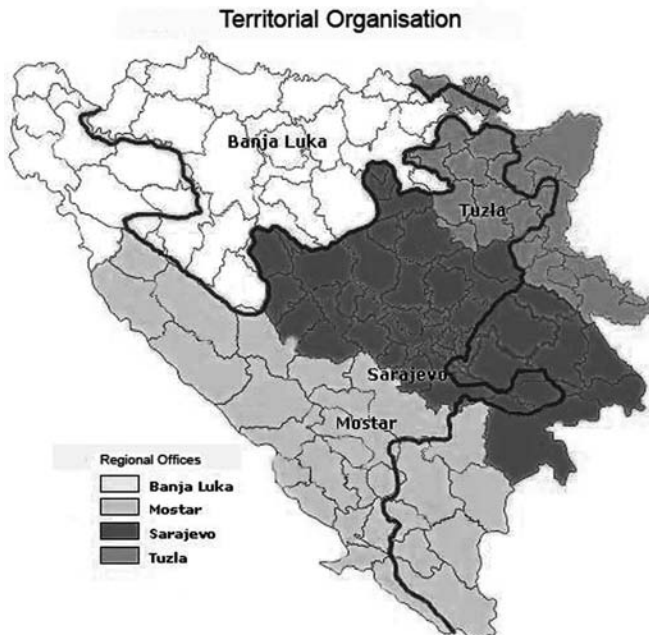 Territorial Organisation
Banja Luka
Tuzla
Sarajevo
Mostar
Regional Offices
Banja Luka
Mostar
Sarajevo
Tuzla